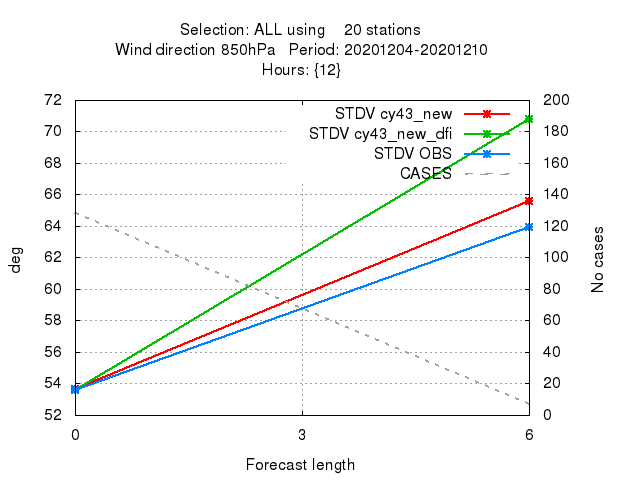 Selection: ALL using    20 stations
Wind direction 850hPa   Period: 20201204-20201210
Hours: {12}
72
70
68
66
64
62
60
58
56
54
52
200
180
160
140
120
100
80
60
40
20
0
STDV cy43_new
STDV cy43_new_dfi
STDV OBS
CASES
deg
No cases
0
3
6
Forecast length